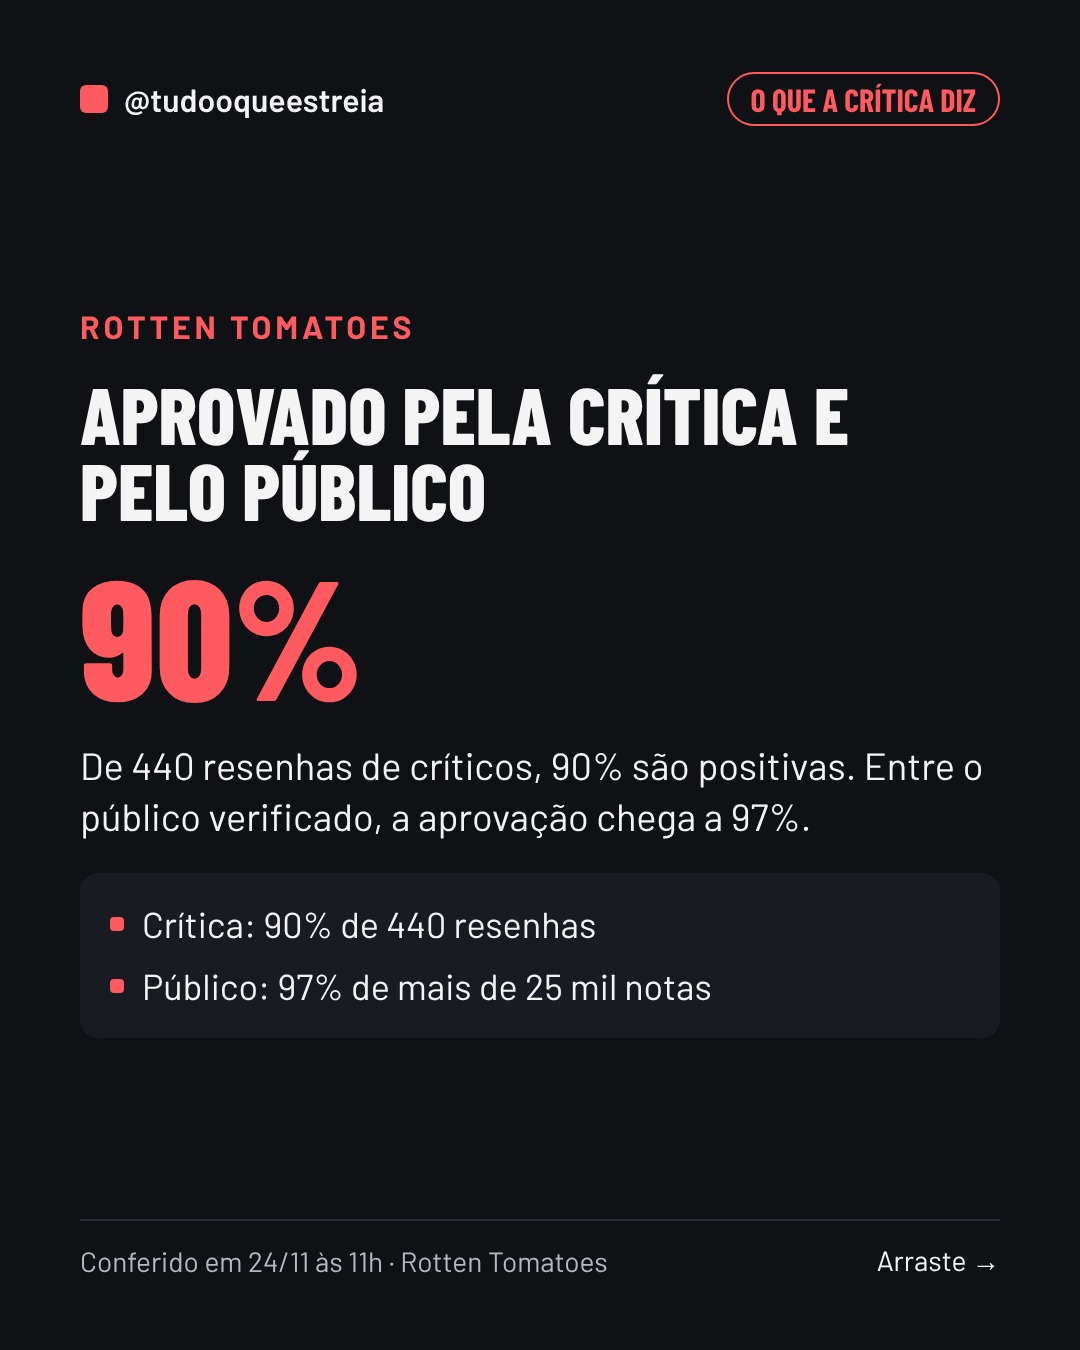 @tudooqueestreia
O QUE A CRÍTICA DIZ
ROTTEN TOMATOES
APROVADO PELA CRÍTICA E
PELO PÚBLICO
90%
De 440 resenhas de críticos, 90% são positivas. Entre o
público verificado, a aprovação chega a 97%.
Crítica: 90% de 440 resenhas
Público: 97% de mais de 25 mil notas
Conferido em 24/11 às 11h · Rotten Tomatoes
Arraste →